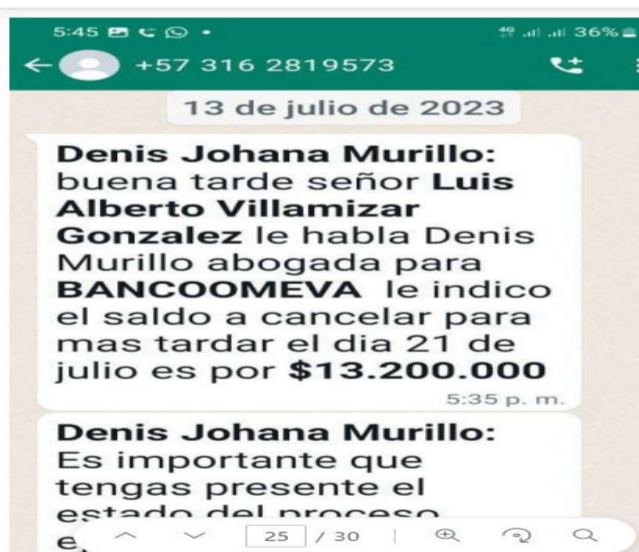 5:45
4G 36%
+57 316 2819573
13 de julio de 2023
Denis Johana Murillo:
buena tarde señor Luis
Alberto Villamizar
Gonzalez le habla Denis
Murillo abogada para
BANCOOMEVA le indico
el saldo a cancelar para
mas tardar el dia 21 de
julio es por $13.200.000
5:35 p. m.
Denis Johana Murillo:
Es importante que
tengas presente el
estado del proceso
25 / 30